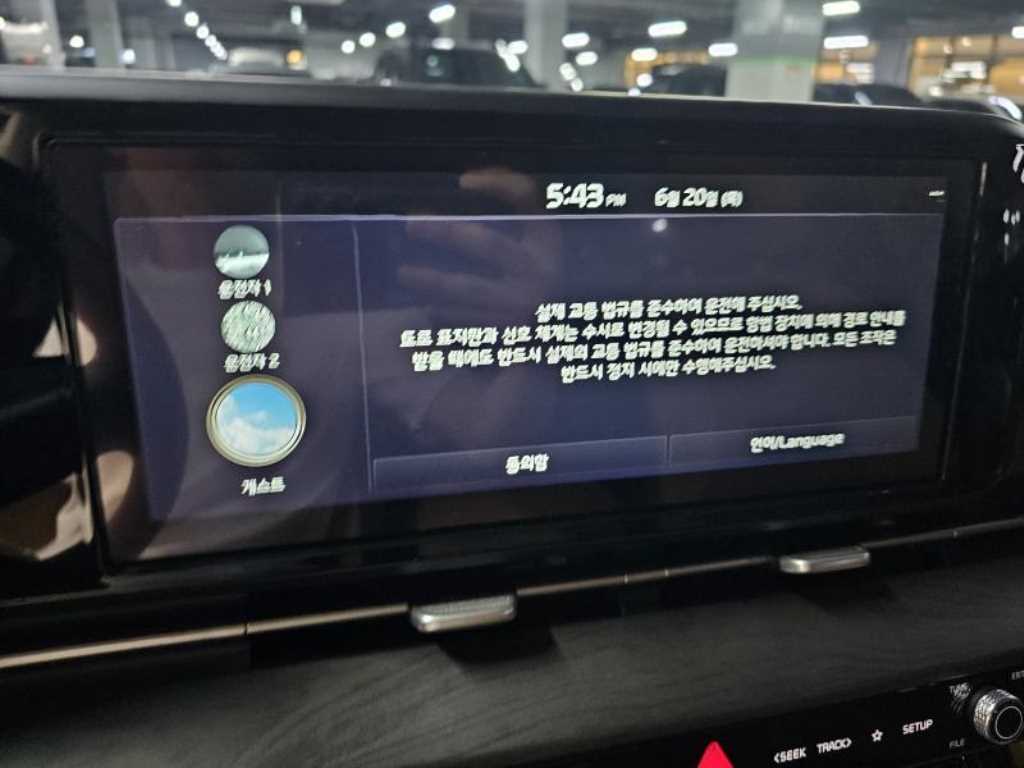 5:43 PM 6월 20일 (목)
운전자 1
운전자 2
게스트
실제 교통 법규를 준수하여 운전해 주십시오.
도로 표지판과 신호 체계는 수시로 변경될 수 있으므로 항법 장치에 의해 경로 안내를
받을 때에도 반드시 실제의 교통 법규를 준수하여 운전하셔야 합니다. 모든 조작은
반드시 정지 시에만 수행해주십시오.
동의함
언어/Language
<SEEK TRACK> ☆ SETUP
TUNE
FILE